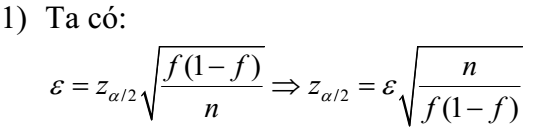 1) Ta có:
ε = z_{α/2} √(f(1−f)/n) ⇒ z_{α/2} = ε √(n/(f(1−f)))